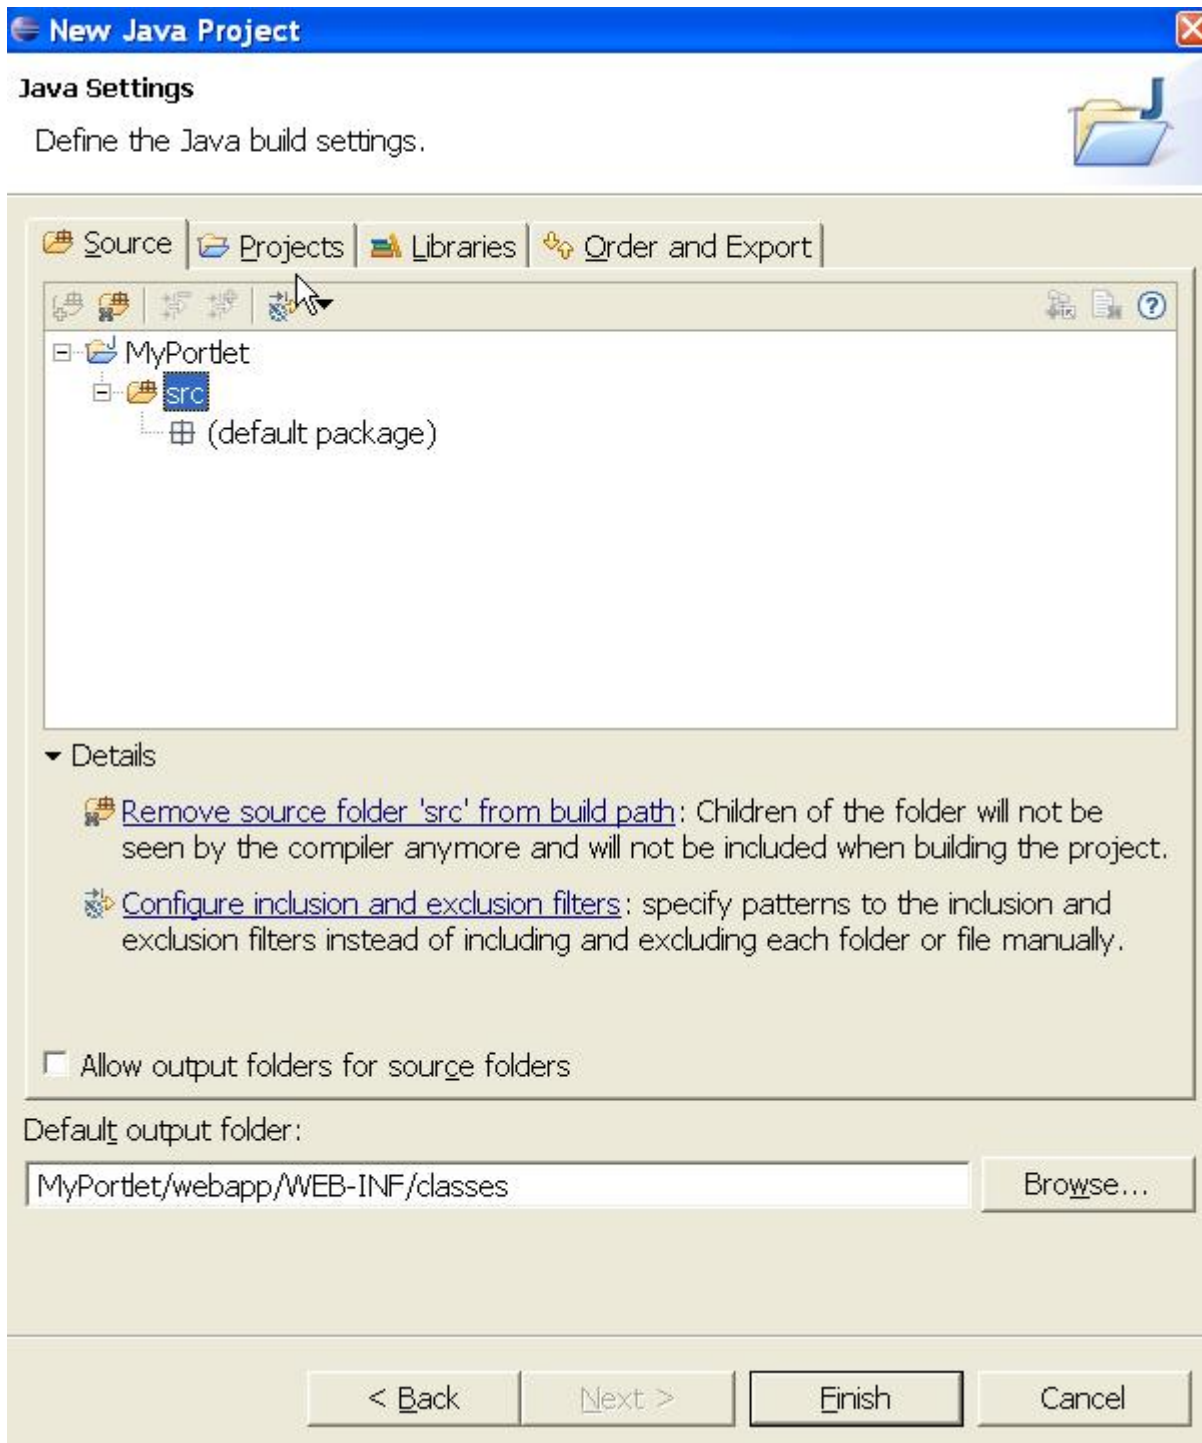 New Java Project
Java Settings
Define the Java build settings.
Source Projects Libraries Order and Export
MyPortlet
src
(default package)
Details
Remove source folder 'src' from build path: Children of the folder will not be
seen by the compiler anymore and will not be included when building the project.
Configure inclusion and exclusion filters: specify patterns to the inclusion and
exclusion filters instead of including and excluding each folder or file manually.
Allow output folders for source folders
Default output folder:
MyPortlet/webapp/WEB-INF/classes Browse...
< Back Next > Finish Cancel